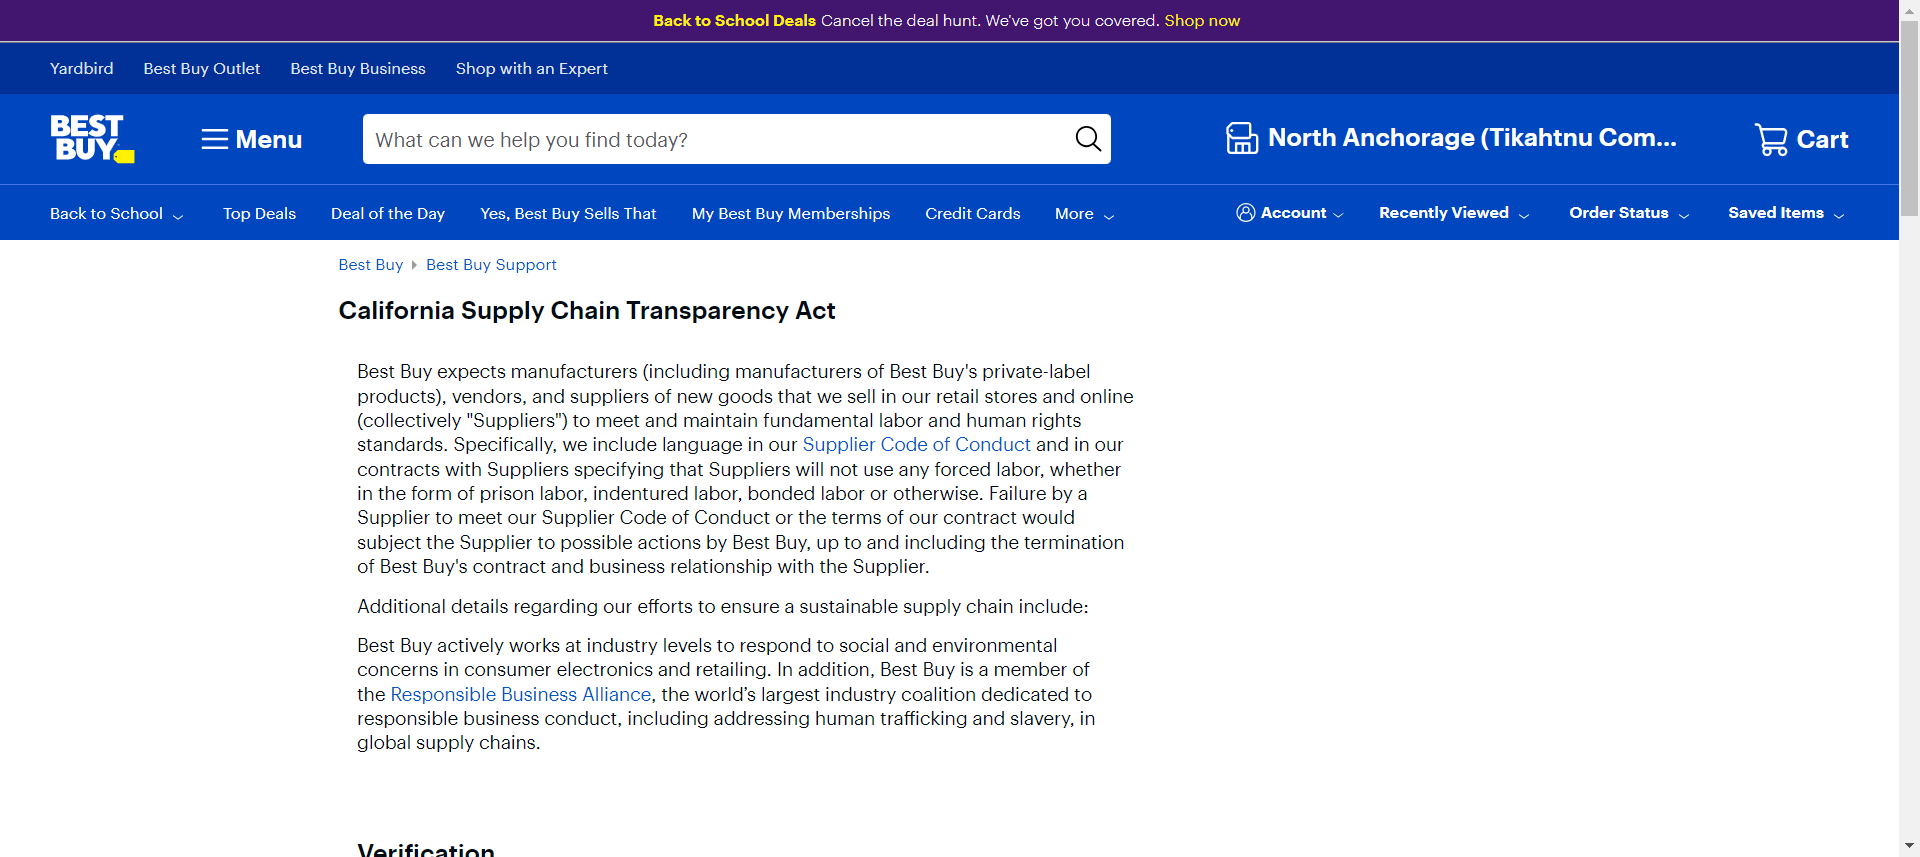 Back to School Deals Cancel the deal hunt. We've got you covered. Shop now
Yardbird Best Buy Outlet Best Buy Business Shop with an Expert
BEST BUY
Menu
What can we help you find today?
North Anchorage (Tikahtnu Com...
Cart
Back to School Top Deals Deal of the Day Yes, Best Buy Sells That My Best Buy Memberships Credit Cards More Account Recently Viewed Order Status Saved Items
Best Buy Best Buy Support
California Supply Chain Transparency Act
Best Buy expects manufacturers (including manufacturers of Best Buy's private-label
products), vendors, and suppliers of new goods that we sell in our retail stores and online
(collectively "Suppliers") to meet and maintain fundamental labor and human rights
standards. Specifically, we include language in our Supplier Code of Conduct and in our
contracts with Suppliers specifying that Suppliers will not use any forced labor, whether
in the form of prison labor, indentured labor, bonded labor or otherwise. Failure by a
Supplier to meet our Supplier Code of Conduct or the terms of our contract would
subject the Supplier to possible actions by Best Buy, up to and including the termination
of Best Buy's contract and business relationship with the Supplier.
Additional details regarding our efforts to ensure a sustainable supply chain include:
Best Buy actively works at industry levels to respond to social and environmental
concerns in consumer electronics and retailing. In addition, Best Buy is a member of
the Responsible Business Alliance, the world’s largest industry coalition dedicated to
responsible business conduct, including addressing human trafficking and slavery, in
global supply chains.
Verification